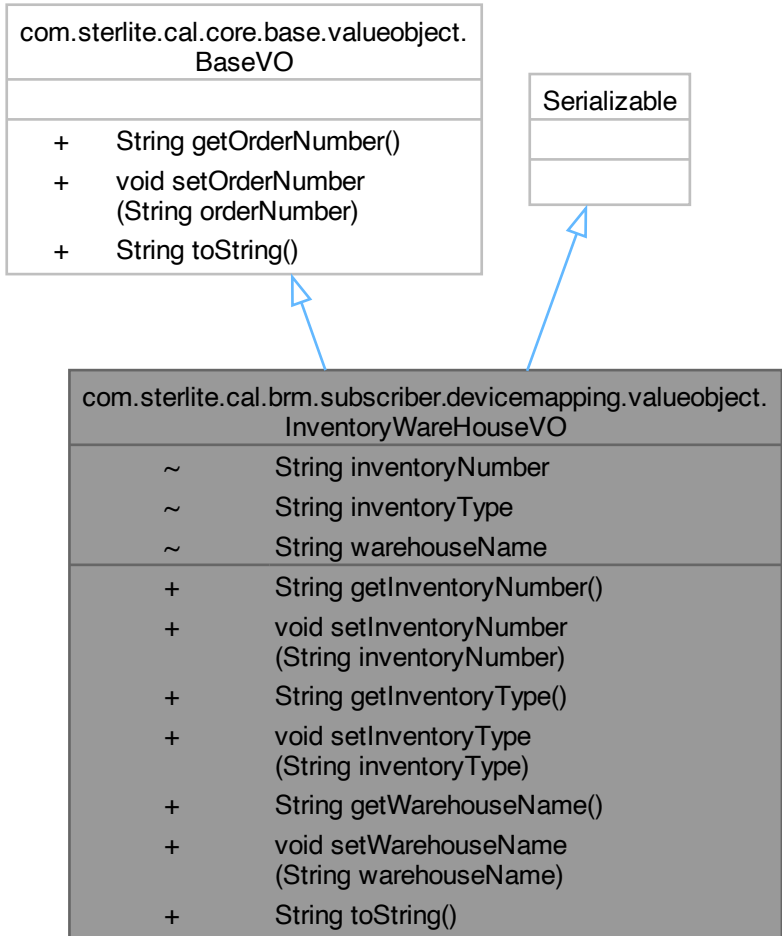 com.sterlite.cal.core.base.valueobject.
BaseVO
+ String getOrderNumber()
+ void setOrderNumber
(String orderNumber)
+ String toString()
Serializable
com.sterlite.cal.brm.subscriber.devicemapping.valueobject.
InventoryWareHouseVO
~ String inventoryNumber
~ String inventoryType
~ String warehouseName
+ String getInventoryNumber()
+ void setInventoryNumber
(String inventoryNumber)
+ String getInventoryType()
+ void setInventoryType
(String inventoryType)
+ String getWarehouseName()
+ void setWarehouseName
(String warehouseName)
+ String toString()